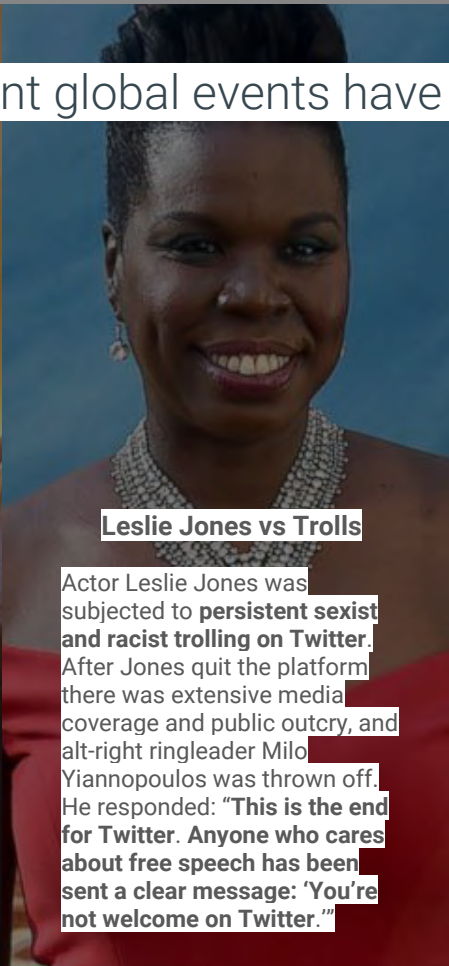 nt global events have
Leslie Jones vs Trolls
Actor Leslie Jones was
subjected to persistent sexist
and racist trolling on Twitter.
After Jones quit the platform
there was extensive media
coverage and public outcry, and
alt-right ringleader Milo
Yiannopoulos was thrown off.
He responded: “This is the end
for Twitter. Anyone who cares
about free speech has been
sent a clear message: ‘You’re
not welcome on Twitter.’”